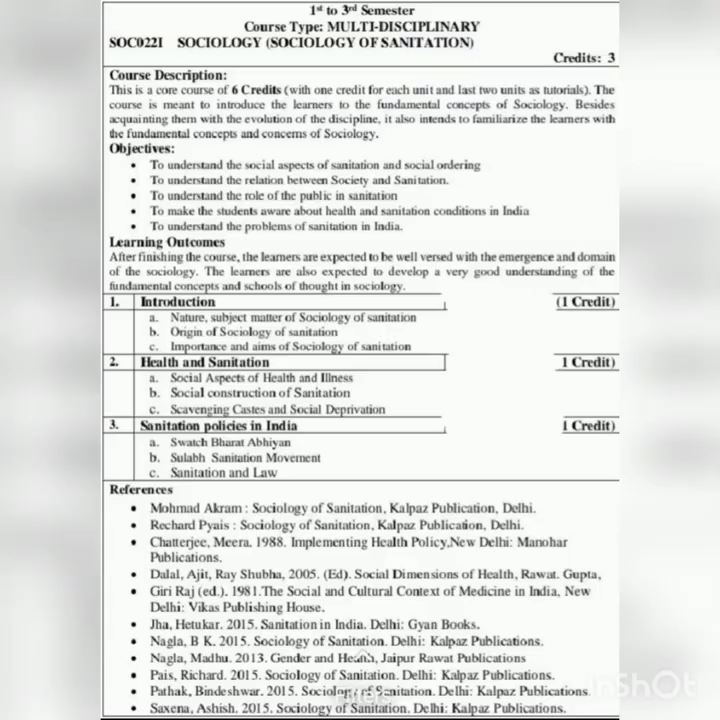 1st to 3rd Semester
Course Type: MULTI-DISCIPLINARY
SOC022I SOCIOLOGY (SOCIOLOGY OF SANITATION)
Credits: 3
Course Description:
This is a core course of 6 Credits (with one credit for each unit and last two units as tutorials). The
course is meant to introduce the learners to the fundamental concepts of Sociology. Besides
acquainting them with the evolution of the discipline, it also intends to familiarize the learners with
the fundamental concepts and concerns of Sociology.
Objectives:
• To understand the social aspects of sanitation and social ordering
• To understand the relation between Society and Sanitation.
• To understand the role of the public in sanitation
• To make the students aware about health and sanitation conditions in India
• To understand the problems of sanitation in India.
Learning Outcomes
After finishing the course, the learners are expected to be well versed with the emergence and domain
of the sociology. The learners are also expected to develop a very good understanding of the
fundamental concepts and schools of thought in sociology.
1. Introduction (1 Credit)
a. Nature, subject matter of Sociology of sanitation
b. Origin of Sociology of sanitation
c. Importance and aims of Sociology of sanitation
2. Health and Sanitation 1 Credit)
a. Social Aspects of Health and Illness
b. Social construction of Sanitation
c. Scavenging Castes and Social Deprivation
3. Sanitation policies in India 1 Credit)
a. Swatch Bharat Abhiyan
b. Sulabh Sanitation Movement
c. Sanitation and Law
References
• Mohmad Akram : Sociology of Sanitation, Kalpaz Publication, Delhi.
• Rechard Pyais : Sociology of Sanitation, Kalpaz Publication, Delhi.
• Chatterjee, Meera. 1988. Implementing Health Policy,New Delhi: Manohar
Publications.
• Dalal, Ajit, Ray Shubha, 2005. (Ed). Social Dimensions of Health, Rawat. Gupta,
• Giri Raj (ed.). 1981.The Social and Cultural Context of Medicine in India, New
Delhi: Vikas Publishing House.
• Jha, Hetukar. 2015. Sanitation in India. Delhi: Gyan Books.
• Nagla, B K. 2015. Sociology of Sanitation. Delhi: Kalpaz Publications.
• Nagla, Madhu. 2013. Gender and Health, Jaipur Rawat Publications
• Pais, Richard. 2015. Sociology of Sanitation. Delhi: Kalpaz Publications.
• Pathak, Bindeshwar. 2015. Sociology of Sanitation. Delhi: Kalpaz Publications.
• Saxena, Ashish. 2015. Sociology of Sanitation. Delhi: Kalpaz Publications.
InShOt